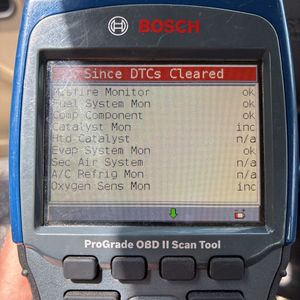 BOSCH
Since DTCs Cleared
Misfire Monitor ok
Fuel System Mon ok
Comp Component ok
Catalyst Mon inc
Htd Catalyst n/a
Evap System Mon ok
Sec Air System n/a
A/C Refrig Mon n/a
Oxygen Sens Mon inc
ProGrade OBD II Scan Tool